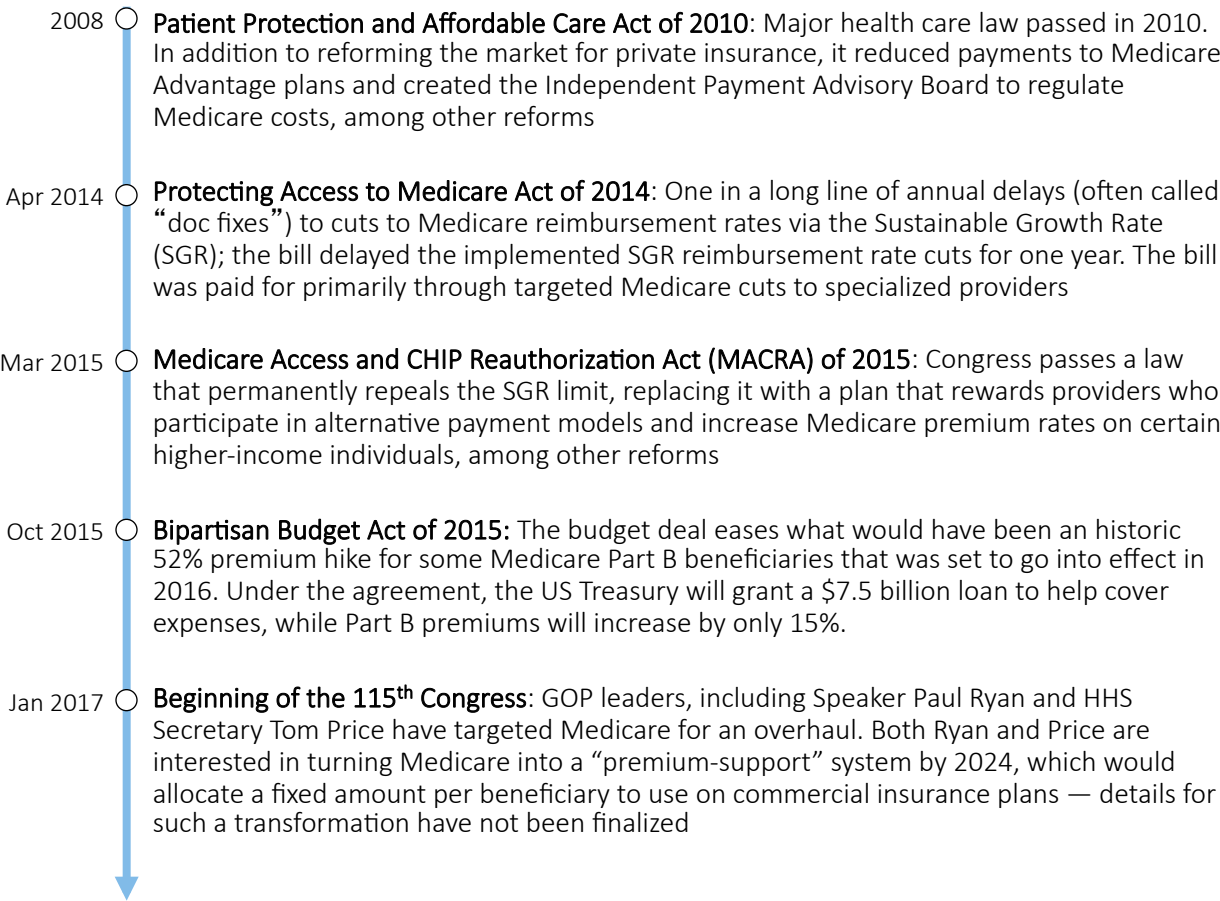 2008
Patient Protection and Affordable Care Act of 2010: Major health care law passed in 2010.
In addition to reforming the market for private insurance, it reduced payments to Medicare
Advantage plans and created the Independent Payment Advisory Board to regulate
Medicare costs, among other reforms
Apr 2014
Protecting Access to Medicare Act of 2014: One in a long line of annual delays (often called
“doc fixes”) to cuts to Medicare reimbursement rates via the Sustainable Growth Rate
(SGR); the bill delayed the implemented SGR reimbursement rate cuts for one year. The bill
was paid for primarily through targeted Medicare cuts to specialized providers
Mar 2015
Medicare Access and CHIP Reauthorization Act (MACRA) of 2015: Congress passes a law
that permanently repeals the SGR limit, replacing it with a plan that rewards providers who
participate in alternative payment models and increase Medicare premium rates on certain
higher-income individuals, among other reforms
Oct 2015
Bipartisan Budget Act of 2015: The budget deal eases what would have been an historic
52% premium hike for some Medicare Part B beneficiaries that was set to go into effect in
2016. Under the agreement, the US Treasury will grant a $7.5 billion loan to help cover
expenses, while Part B premiums will increase by only 15%.
Jan 2017
Beginning of the 115th Congress: GOP leaders, including Speaker Paul Ryan and HHS
Secretary Tom Price have targeted Medicare for an overhaul. Both Ryan and Price are
interested in turning Medicare into a “premium-support” system by 2024, which would
allocate a fixed amount per beneficiary to use on commercial insurance plans — details for
such a transformation have not been finalized